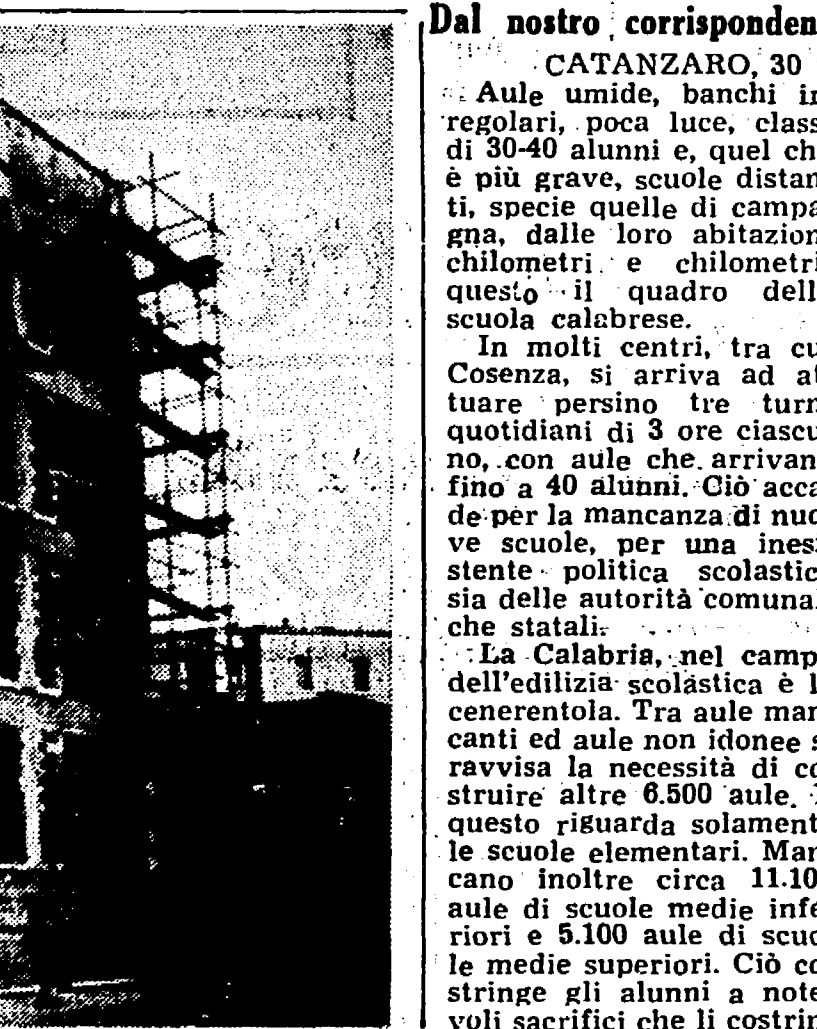 Dal nostro corrisponden
CATANZARO, 30
Aule umide, banchi ir
regolari, poca luce, class
di 30-40 alunni e, quel ch
è più grave, scuole distan
ti, specie quelle di campa
gna, dalle loro abitazion
chilometri e chilometri
questo il quadro dell
scuola calabrese.
In molti centri, tra cu
Cosenza, si arriva ad at
tuare persino tre turn
quotidiani di 3 ore ciascu
no, con aule che arrivan
fino a 40 alunni. Ciò acca
de per la mancanza di nuo
ve scuole, per una inesi
stente politica scolastic
sia delle autorità comunal
che statali.
La Calabria, nel camp
dell'edilizia scolastica è l
cenerentola. Tra aule man
canti ed aule non idonee s
ravvisa la necessità di co
struire altre 6.500 aule.
questo riguarda solament
le scuole elementari. Man
cano inoltre circa 11.10
aule di scuole medie infe
riori e 5.100 aule di scuo
le medie superiori. Ciò co
stringe gli alunni a note
voli sacrifici che li costrin